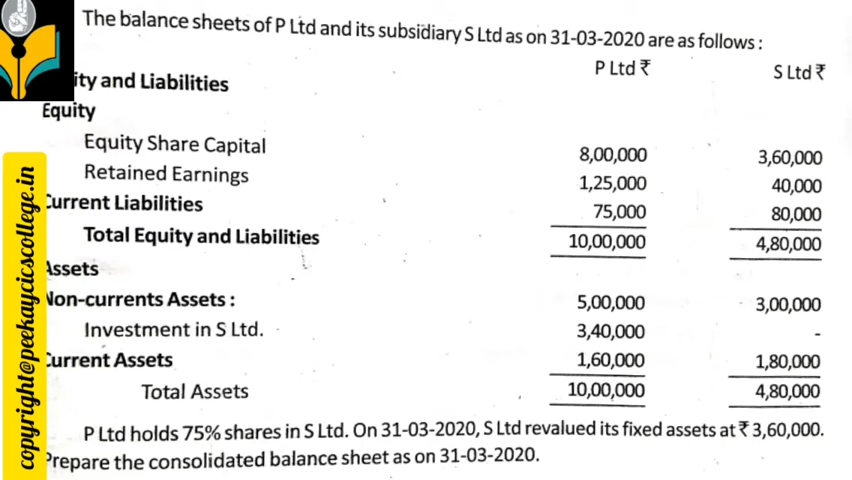 The balance sheets of P Ltd and its subsidiary S Ltd as on 31-03-2020 are as follows :
P Ltd ₹ S Ltd ₹
ity and Liabilities
Equity
Equity Share Capital 8,00,000 3,60,000
Retained Earnings 1,25,000 40,000
Current Liabilities 75,000 80,000
Total Equity and Liabilities 10,00,000 4,80,000
Assets
Non-currents Assets : 5,00,000 3,00,000
Investment in S Ltd. 3,40,000 -
Current Assets 1,60,000 1,80,000
Total Assets 10,00,000 4,80,000
P Ltd holds 75% shares in S Ltd. On 31-03-2020, S Ltd revalued its fixed assets at ₹ 3,60,000.
Prepare the consolidated balance sheet as on 31-03-2020.
copyright@peekaycicscollege.in